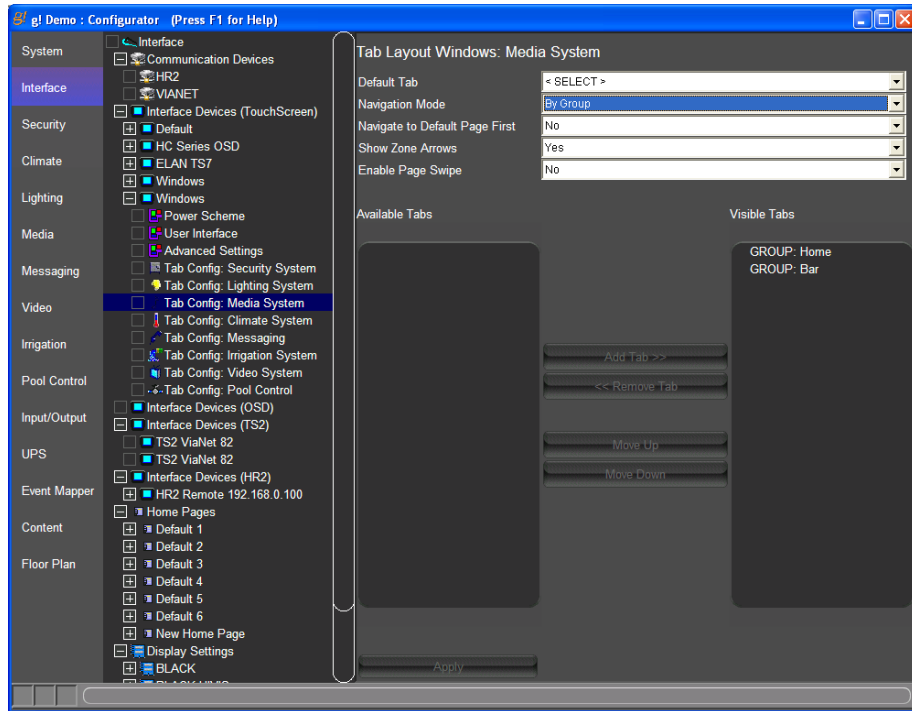 g! g! Demo : Configurator (Press F1 for Help)
System
Interface
Security
Climate
Lighting
Media
Messaging
Video
Irrigation
Pool Control
Input/Output
UPS
Event Mapper
Content
Floor Plan
Interface
Communication Devices
HR2
VIANET
Interface Devices (TouchScreen)
Default
HC Series OSD
ELAN TS7
Windows
Windows
Power Scheme
User Interface
Advanced Settings
Tab Config: Security System
Tab Config: Lighting System
Tab Config: Media System
Tab Config: Climate System
Tab Config: Messaging
Tab Config: Irrigation System
Tab Config: Video System
Tab Config: Pool Control
Interface Devices (OSD)
Interface Devices (TS2)
TS2 ViaNet 82
TS2 ViaNet 82
Interface Devices (HR2)
HR2 Remote 192.168.0.100
Home Pages
Default 1
Default 2
Default 3
Default 4
Default 5
Default 6
New Home Page
Display Settings
BLACK
Tab Layout Windows: Media System
Default Tab < SELECT >
Navigation Mode By Group
Navigate to Default Page First No
Show Zone Arrows Yes
Enable Page Swipe No
Available Tabs
Visible Tabs
GROUP: Home
GROUP: Bar
Add Tab >>
<< Remove Tab
Move Up
Move Down
Apply